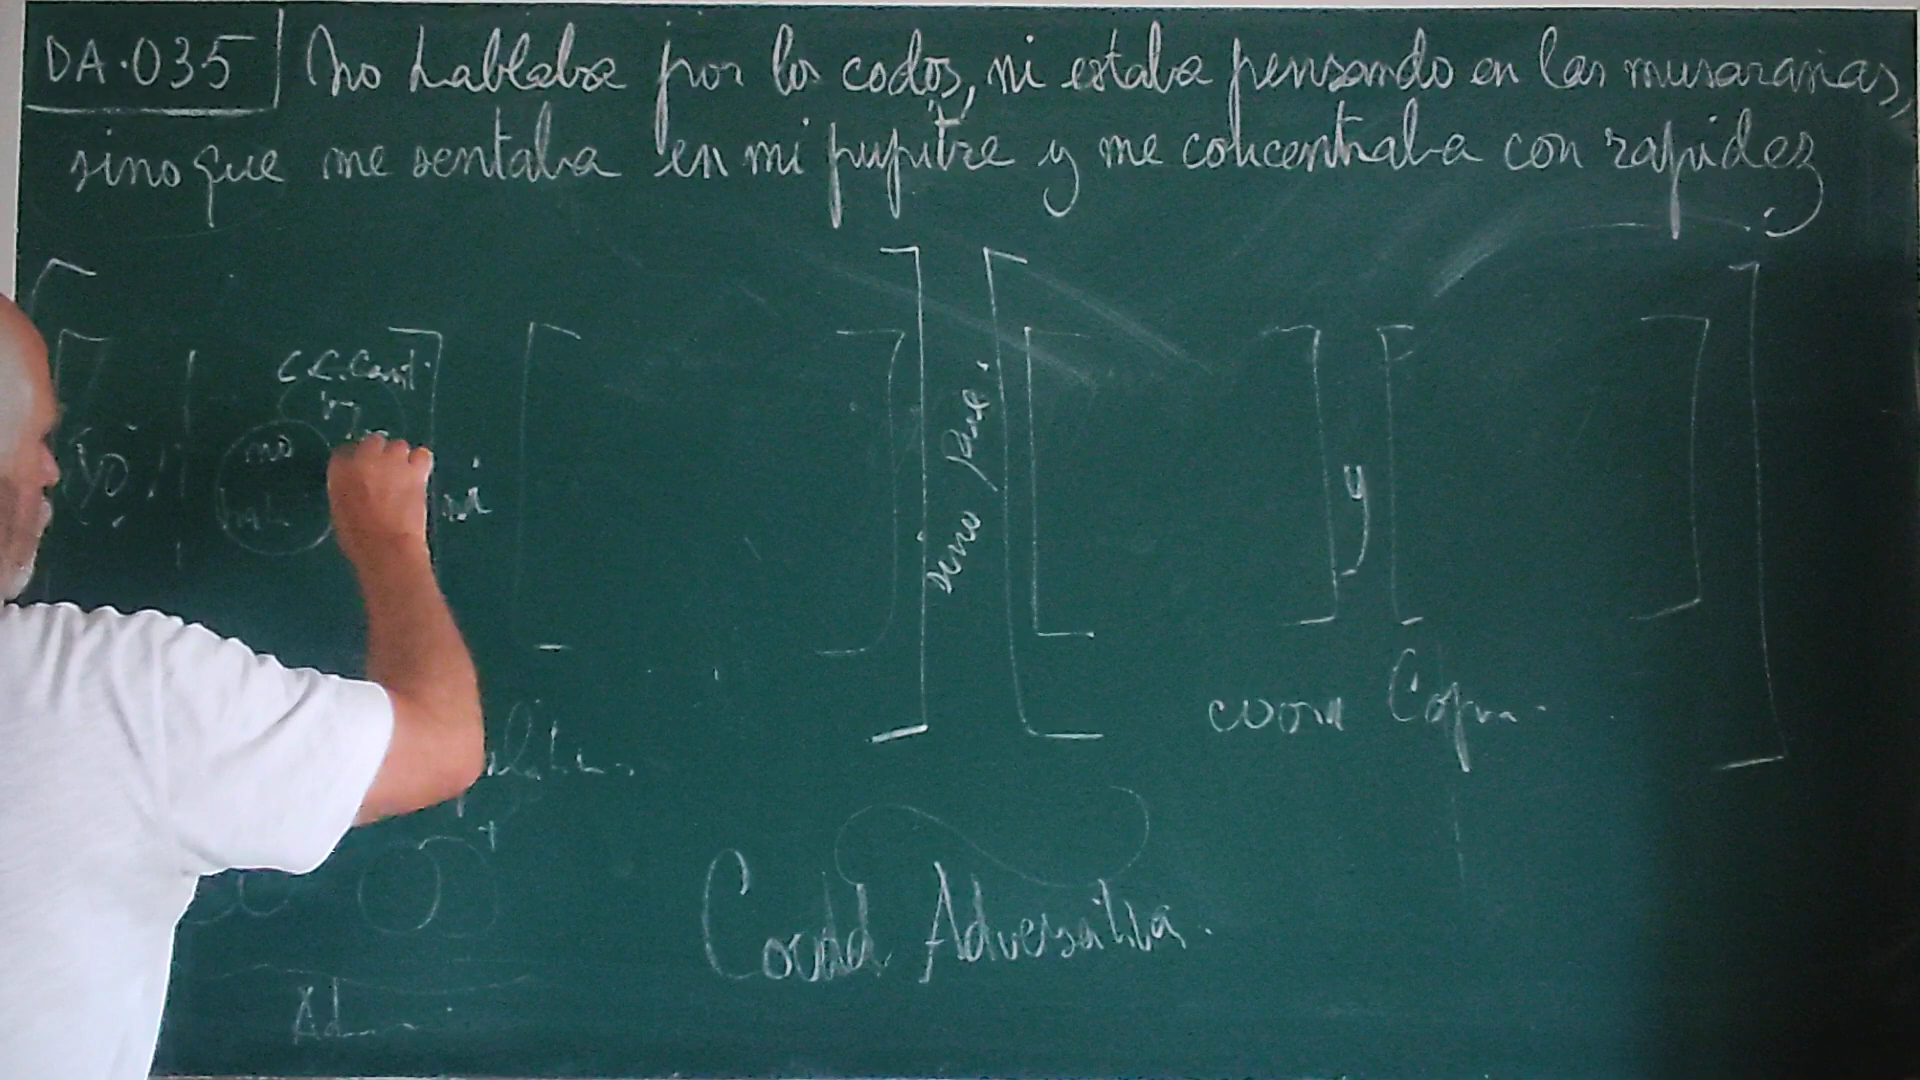 DA.035
No hablaba por los codos, ni estaba pensando en las musarañas,
sino que me sentaba en mi pupitre y me concentraba con rapidez
C.C.Cant.
(yo)
no
ni
sino que
y
coord Copu.
Coord Adversativa.